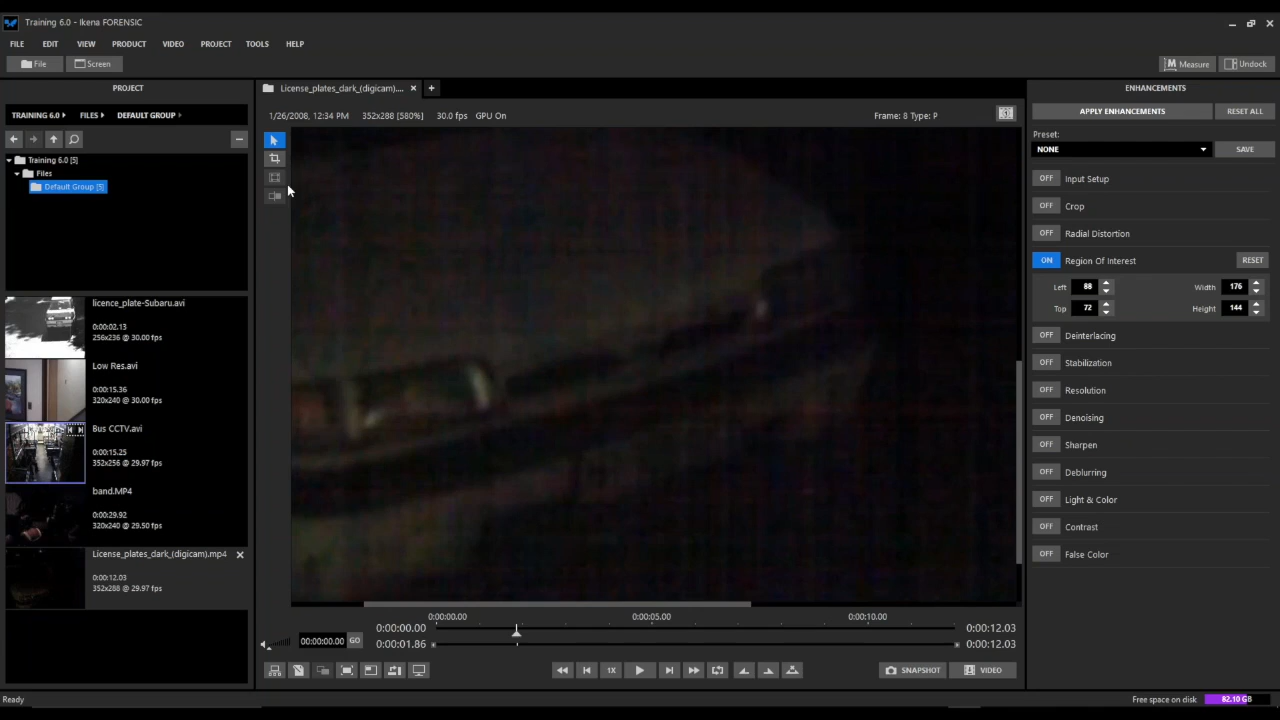 Training 6.0 - Ikena FORENSIC
FILE EDIT VIEW PRODUCT VIDEO PROJECT TOOLS HELP
File Screen Measure Undock
PROJECT
TRAINING 6.0 FILES DEFAULT GROUP
Training 6.0 [5]
Files
Default Group [5]
licence_plate-Subaru.avi
0:00:02.13
256x236 @ 30.00 fps
Low Res.avi
0:00:15.36
320x240 @ 30.00 fps
Bus CCTV.avi
0:00:15.25
352x256 @ 29.97 fps
band.MP4
0:00:29.92
320x240 @ 29.50 fps
License_plates_dark_(digicam).mp4
0:00:12.03
352x288 @ 29.97 fps
License_plates_dark_(digicam)....
1/26/2008, 12:34 PM 352x288 [580%] 30.0 fps GPU On Frame: 8 Type: P
0:00:00.00 0:00:05.00 0:00:10.00
0:00:00.00 0:00:12.03
00:00:00.00 GO 0:00:01.86 0:00:12.03
1X SNAPSHOT VIDEO
ENHANCEMENTS
APPLY ENHANCEMENTS RESET ALL
Preset:
NONE SAVE
OFF Input Setup
OFF Crop
OFF Radial Distortion
ON Region Of Interest RESET
Left 88 Width 176
Top 72 Height 144
OFF Deinterlacing
OFF Stabilization
OFF Resolution
OFF Denoising
OFF Sharpen
OFF Deblurring
OFF Light & Color
OFF Contrast
OFF False Color
Ready Free space on disk 82.10 GB